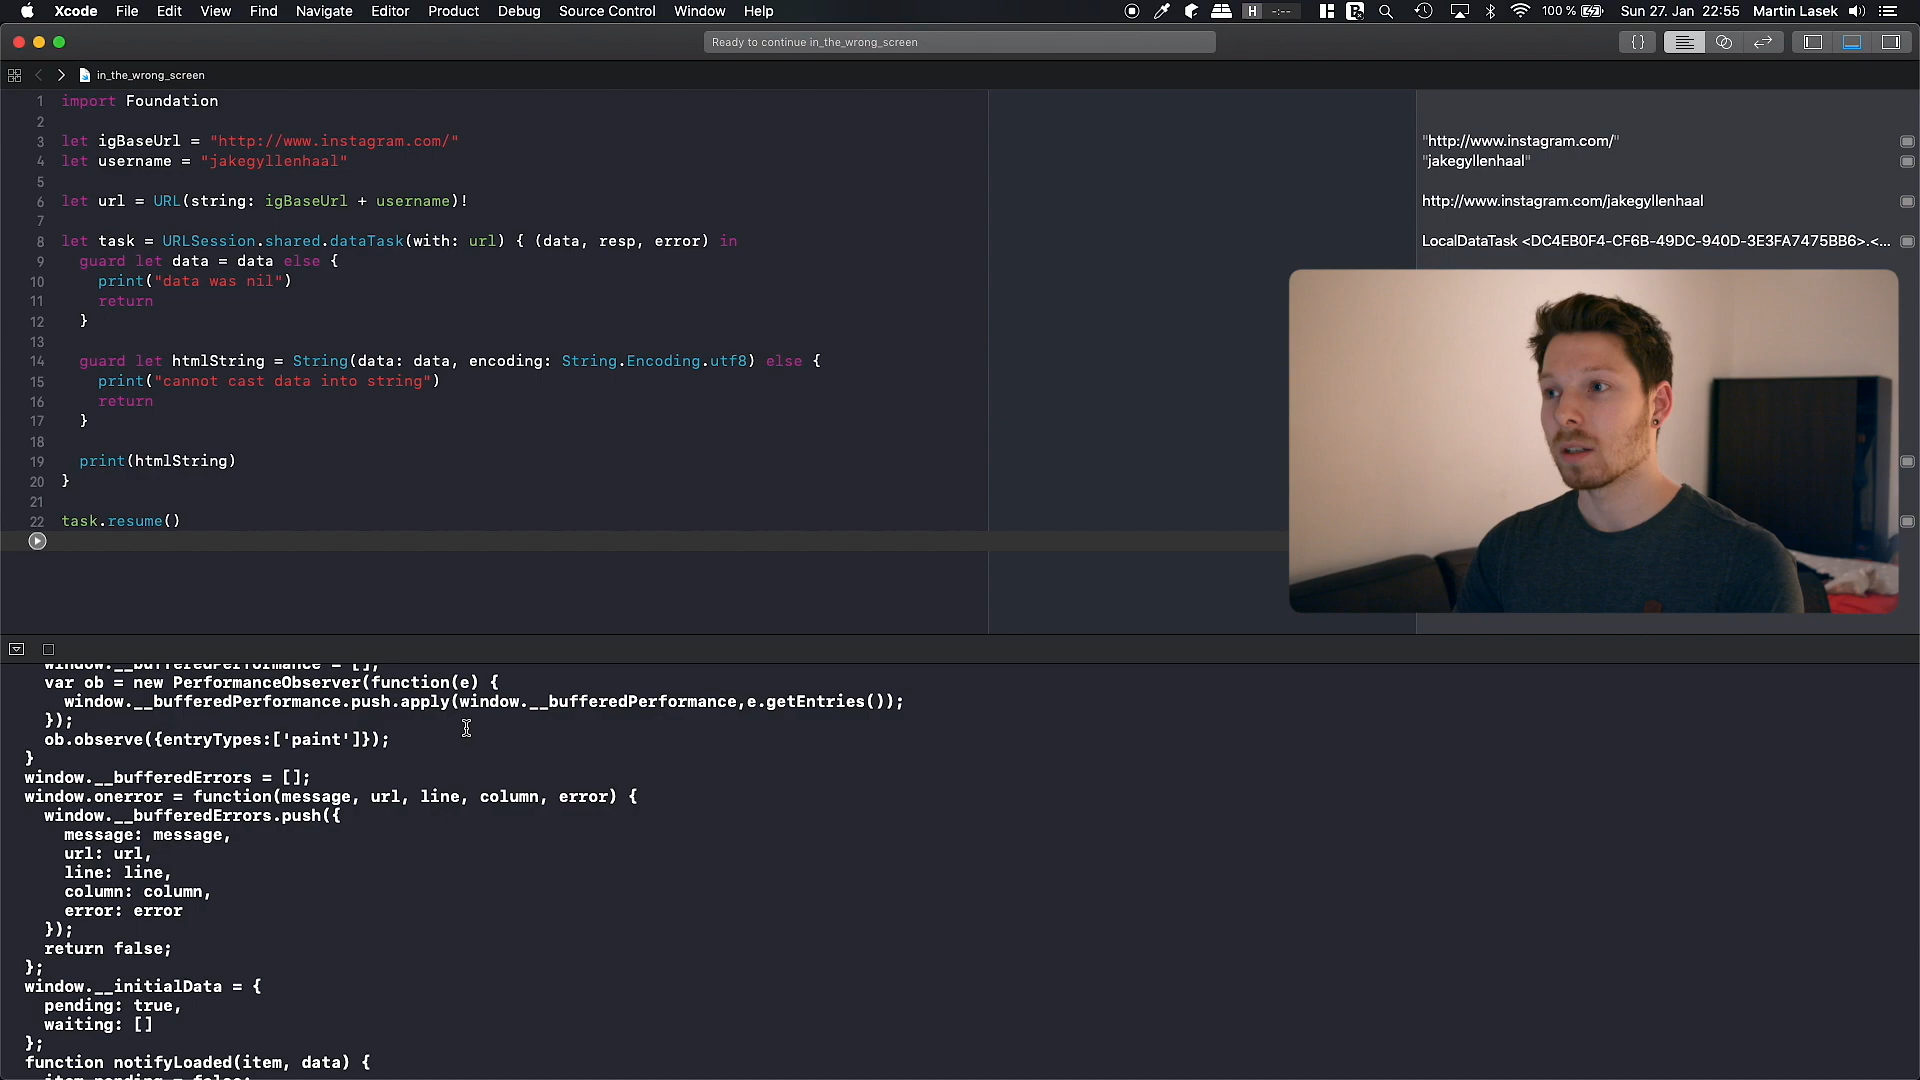 Xcode File Edit View Find Navigate Editor Product Debug Source Control Window Help H --:-- 100 % Sun 27. Jan 22:55 Martin Lasek
Ready to continue in_the_wrong_screen
{}
in_the_wrong_screen
1 import Foundation
2
3 let igBaseUrl = "http://www.instagram.com/"
4 let username = "jakegyllenhaal"
5
6 let url = URL(string: igBaseUrl + username)!
7
8 let task = URLSession.shared.dataTask(with: url) { (data, resp, error) in
9 guard let data = data else {
10 print("data was nil")
11 return
12 }
13
14 guard let htmlString = String(data: data, encoding: String.Encoding.utf8) else {
15 print("cannot cast data into string")
16 return
17 }
18
19 print(htmlString)
20 }
21
22 task.resume()
"http://www.instagram.com/"
"jakegyllenhaal"
http://www.instagram.com/jakegyllenhaal
LocalDataTask <DC4EB0F4-CF6B-49DC-940D-3E3FA7475BB6>.<...
window.__bufferedPerformance = [];
var ob = new PerformanceObserver(function(e) {
window.__bufferedPerformance.push.apply(window.__bufferedPerformance,e.getEntries());
});
ob.observe({entryTypes:['paint']});
}
window.__bufferedErrors = [];
window.onerror = function(message, url, line, column, error) {
window.__bufferedErrors.push({
message: message,
url: url,
line: line,
column: column,
error: error
});
return false;
};
window.__initialData = {
pending: true,
waiting: []
};
function notifyLoaded(item, data) {
item.pending = false;